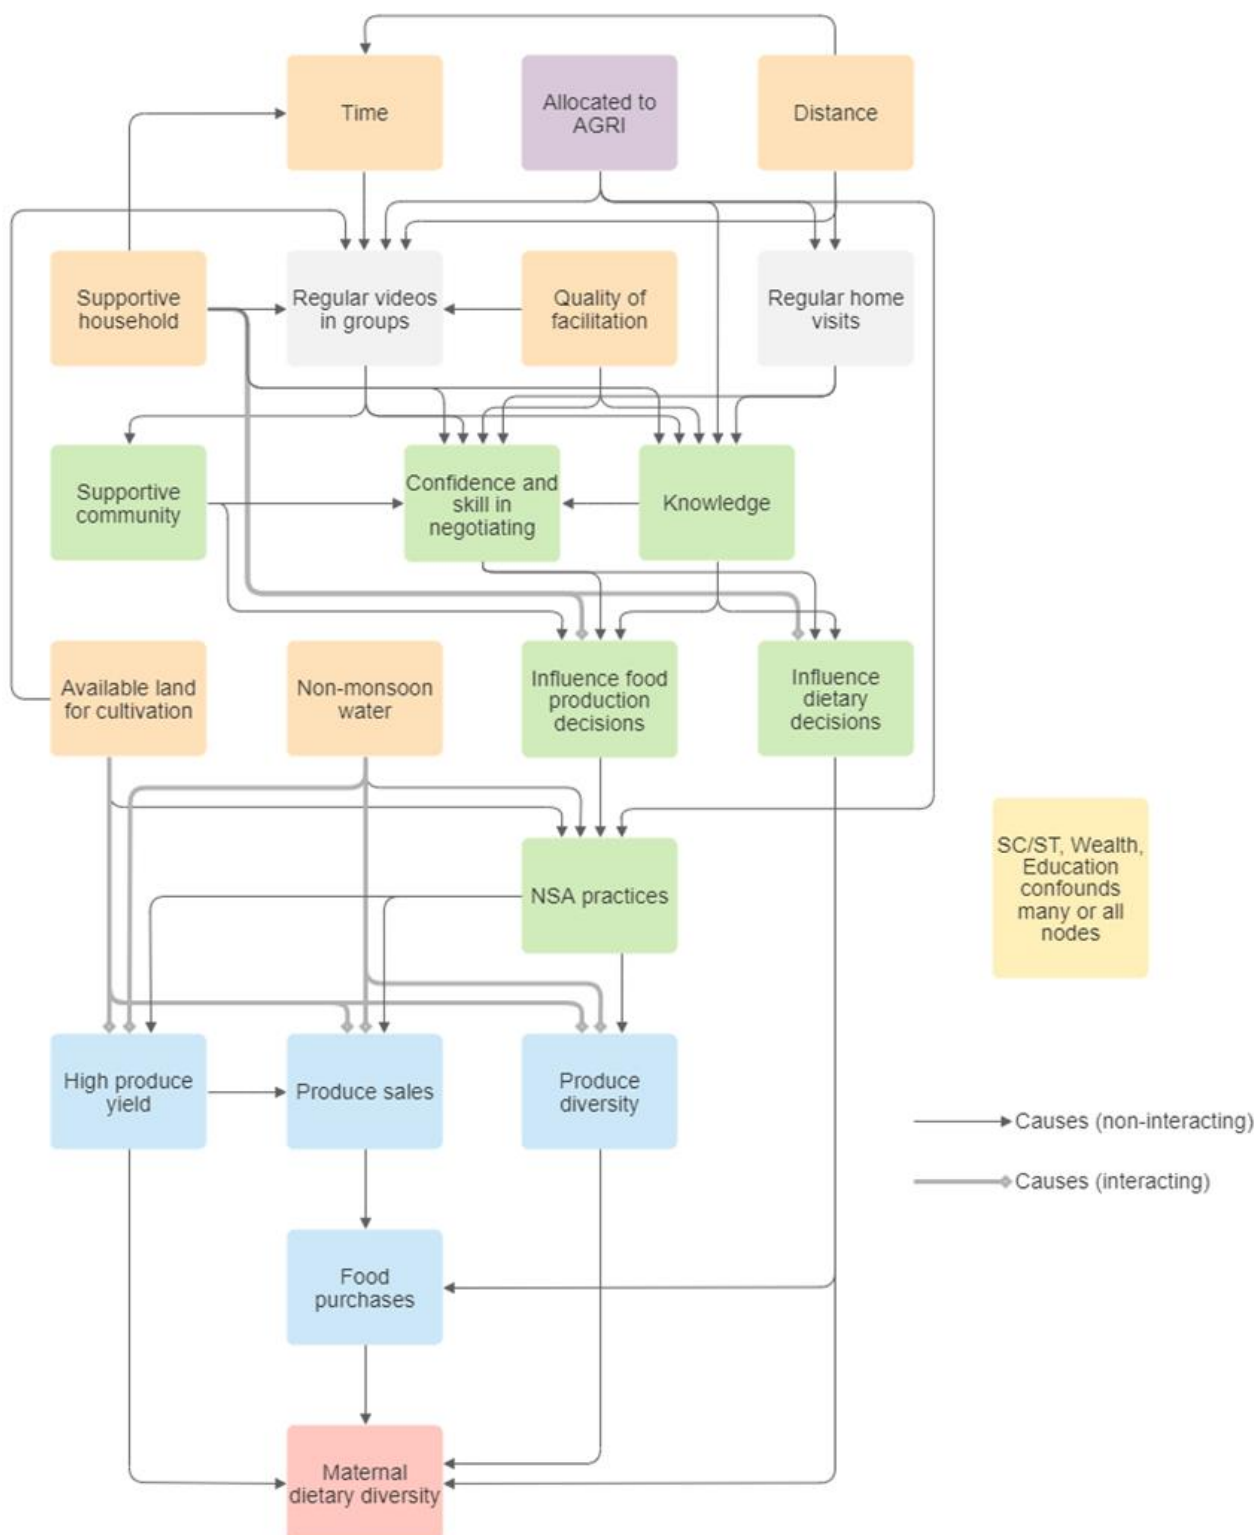 Time
Allocated to
AGRI
Distance
Supportive
household
Regular videos
in groups
Quality of
facilitation
Regular home
visits
Supportive
community
Confidence and
skill in
negotiating
Knowledge
Available land
for cultivation
Non-monsoon
water
Influence food
production
decisions
Influence
dietary
decisions
SC/ST, Wealth,
Education
confounds
many or all
nodes
NSA practices
High produce
yield
Produce sales
Produce
diversity
Causes (non-interacting)
Causes (interacting)
Food
purchases
Maternal
dietary diversity